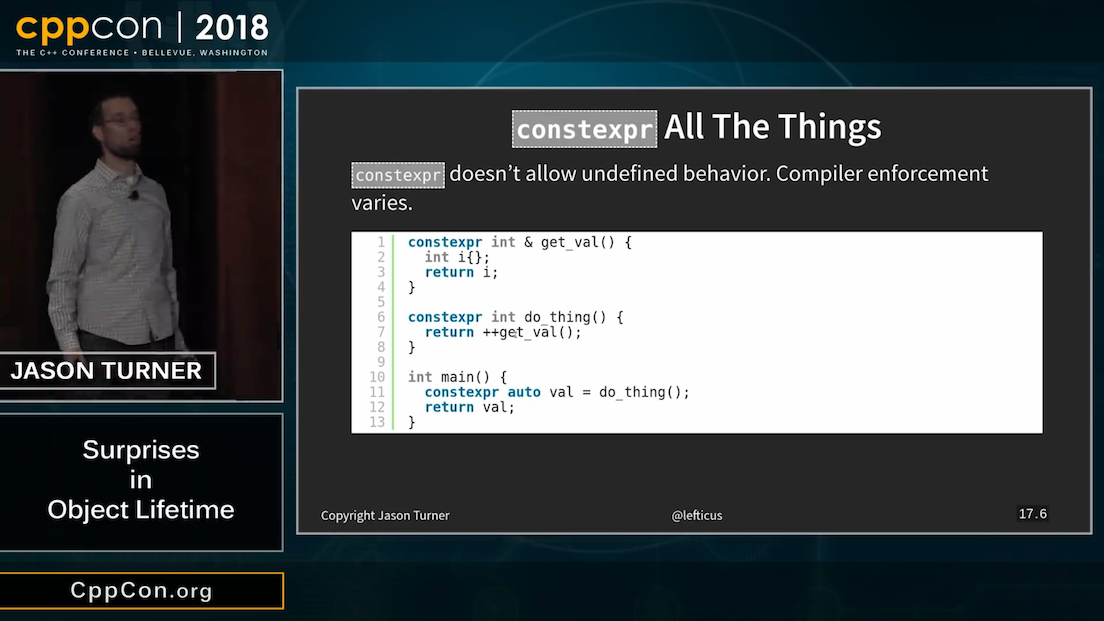 cppcon | 2018
THE C++ CONFERENCE • BELLEVUE, WASHINGTON
JASON TURNER
Surprises
in
Object Lifetime
CppCon.org
constexpr All The Things
constexpr doesn’t allow undefined behavior. Compiler enforcement
varies.
1 constexpr int & get_val() {
2   int i{};
3   return i;
4 }
5
6 constexpr int do_thing() {
7   return ++get_val();
8 }
9
10 int main() {
11   constexpr auto val = do_thing();
12   return val;
13 }
Copyright Jason Turner
@lefticus
17.6